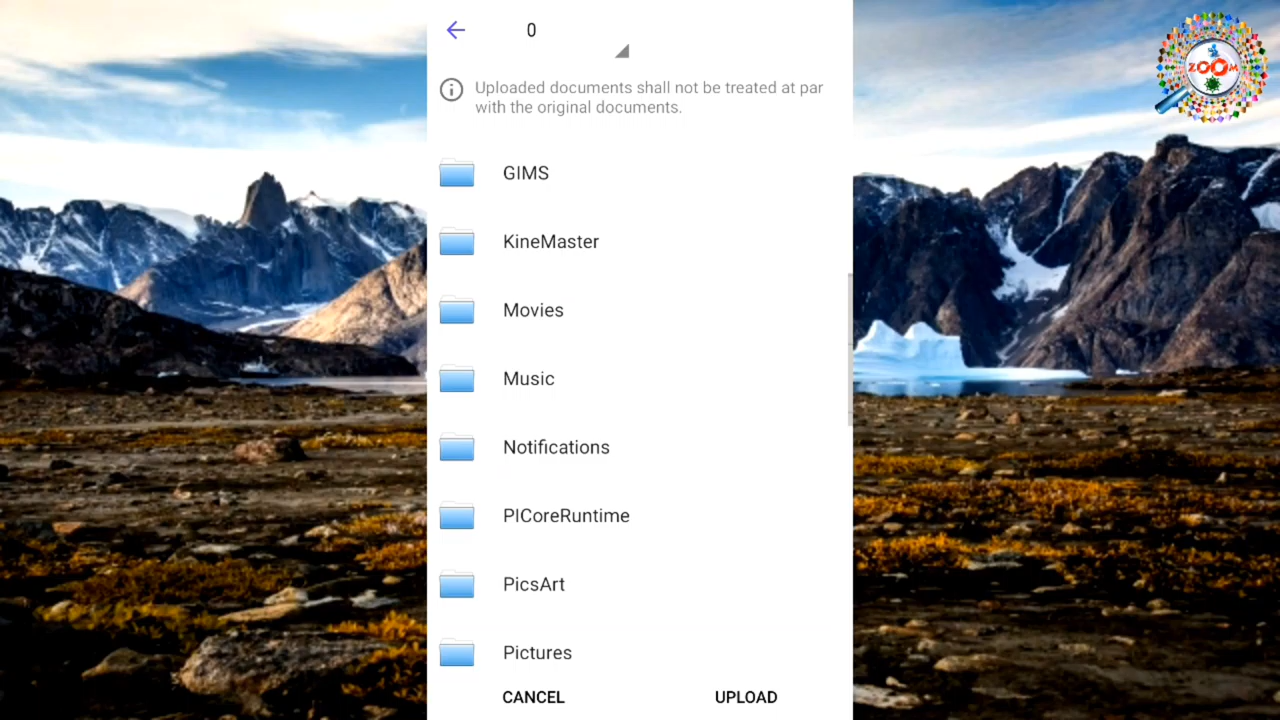 0
Uploaded documents shall not be treated at par
with the original documents.
GIMS
KineMaster
Movies
Music
Notifications
PICoreRuntime
PicsArt
Pictures
CANCEL
UPLOAD
ZOOM